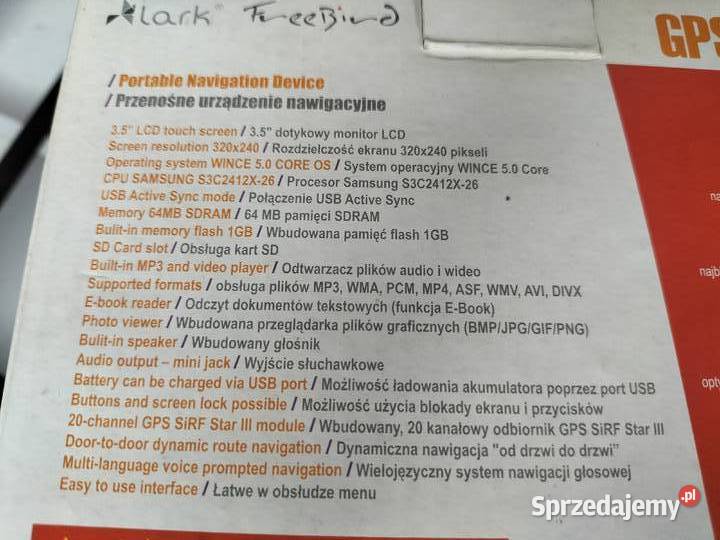 Lark FreeBird
GPS
/ Portable Navigation Device
/ Przenośne urządzenie nawigacyjne
3.5" LCD touch screen / 3.5" dotykowy monitor LCD
Screen resolution 320x240 / Rozdzielczość ekranu 320x240 pikseli
Operating system WINCE 5.0 CORE OS / System operacyjny WINCE 5.0 Core
CPU SAMSUNG S3C2412X-26 / Procesor Samsung S3C2412X-26
USB Active Sync mode / Połączenie USB Active Sync
Memory 64MB SDRAM / 64 MB pamięci SDRAM
Bulit-in memory flash 1GB / Wbudowana pamięć flash 1GB
SD Card slot / Obsługa kart SD
Built-in MP3 and video player / Odtwarzacz plików audio i wideo
Supported formats / obsługa plików MP3, WMA, PCM, MP4, ASF, WMV, AVI, DIVX
E-book reader / Odczyt dokumentów tekstowych (funkcja E-Book)
Photo viewer / Wbudowana przeglądarka plików graficznych (BMP/JPG/GIF/PNG)
Bulit-in speaker / Wbudowany głośnik
Audio output – mini jack / Wyjście słuchawkowe
Battery can be charged via USB port / Możliwość ładowania akumulatora poprzez port USB
Buttons and screen lock possible / Możliwość użycia blokady ekranu i przycisków
20-channel GPS SiRF Star III module / Wbudowany, 20 kanałowy odbiornik GPS SiRF Star III
Door-to-door dynamic route navigation / Dynamiczna nawigacja "od drzwi do drzwi"
Multi-language voice prompted navigation / Wielojęzyczny system nawigacji głosowej
Easy to use interface / Łatwe w obsłudze menu
na
najb
opty
Sprzedajemy.pl